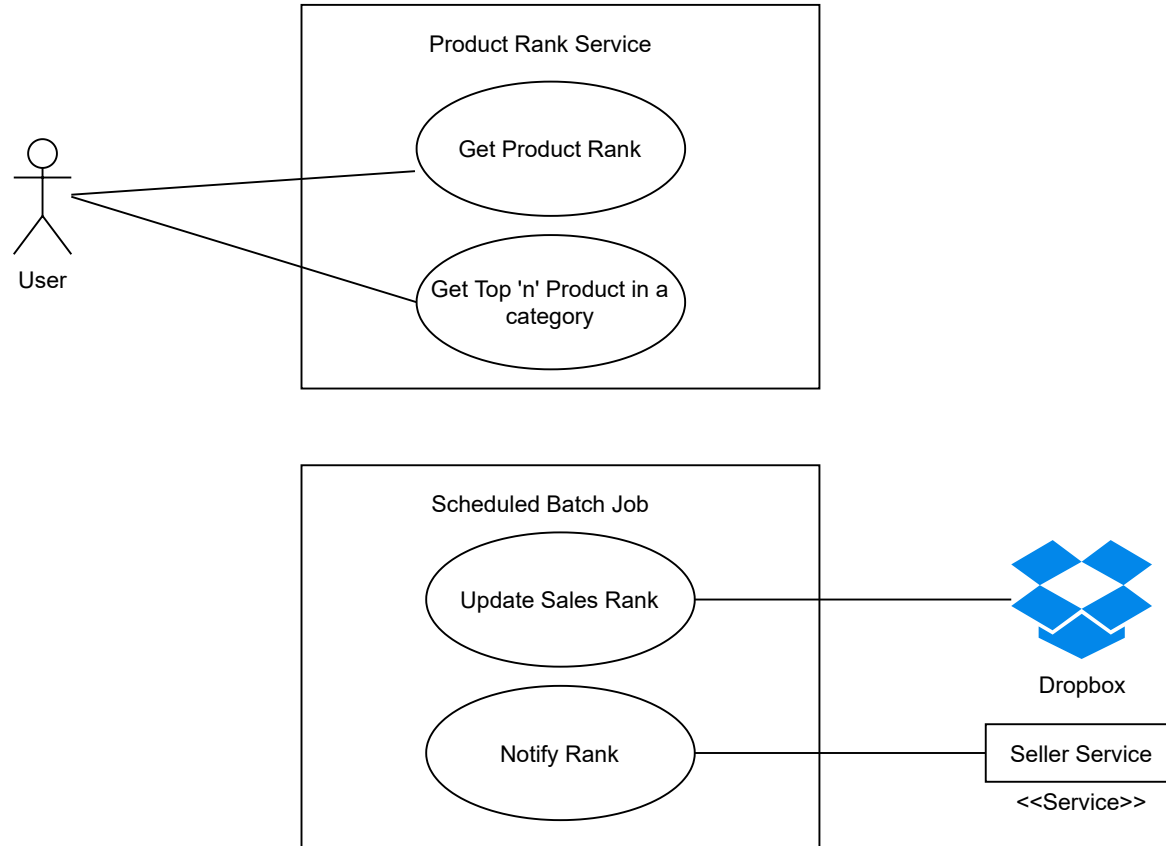 Product Rank Service
Get Product Rank
User
Get Top 'n' Product in a
category
Scheduled Batch Job
Update Sales Rank
Dropbox
Notify Rank
Seller Service
<<Service>>